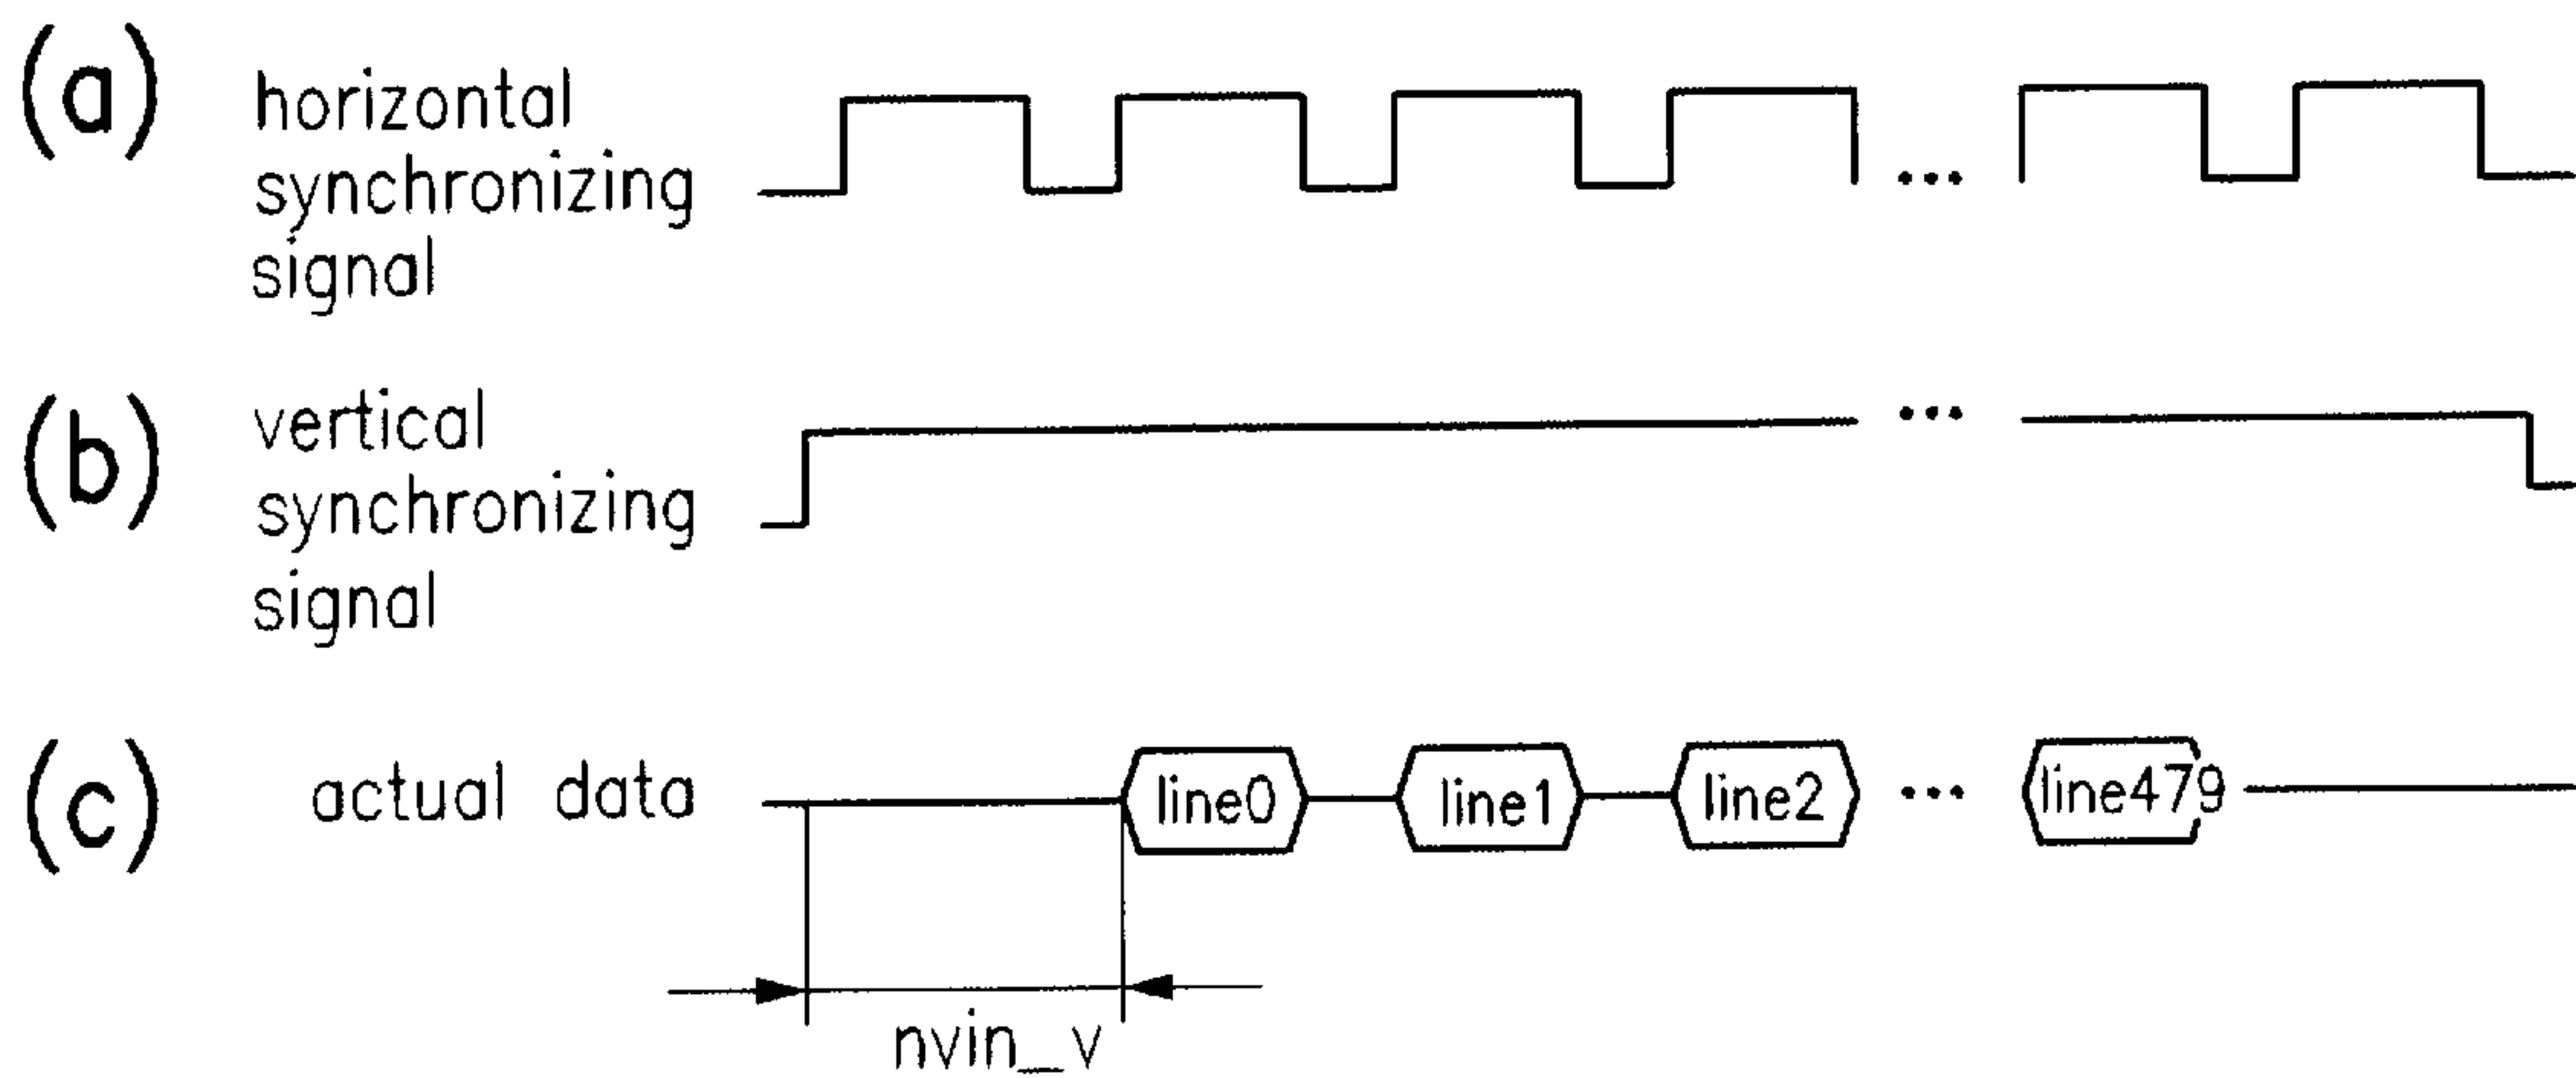 (a) horizontal
synchronizing
signal
...
(b) vertical
synchronizing
signal
...
(c) actual data
line0 line1 line2 ... line479
nvin_v